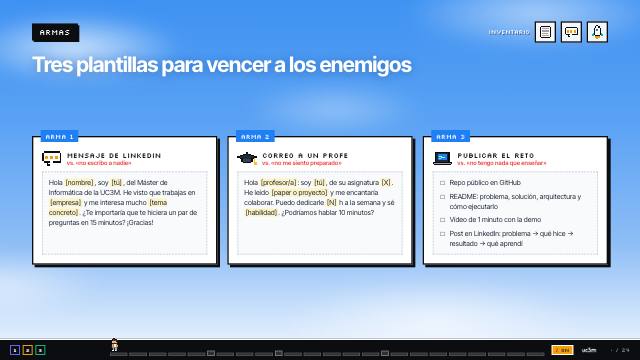 ARMAS
INVENTARIO
Tres plantillas para vencer a los enemigos
ARMA 1
MENSAJE DE LINKEDIN
vs. «no escribo a nadie»
Hola [nombre], soy [tú], del Máster de
Informática de la UC3M. He visto que trabajas en
[empresa] y me interesa mucho [tema
concreto]. ¿Te importaría que te hiciera un par de
preguntas en 15 minutos? ¡Gracias!
ARMA 2
CORREO A UN PROFE
vs. «no me siento preparado»
Hola [profesor/a]: soy [tú], de su asignatura [X].
He leído [paper o proyecto] y me encantaría
colaborar. Puedo dedicarle [N] h a la semana y sé
[habilidad]. ¿Podríamos hablar 10 minutos?
ARMA 3
PUBLICAR EL RETO
vs. «no tengo nada que enseñar»
Repo público en GitHub
README: problema, solución, arquitectura y
cómo ejecutarlo
Vídeo de 1 minuto con la demo
Post en LinkedIn: problema → qué hice →
resultado → qué aprendí
1 2 3
uc3m